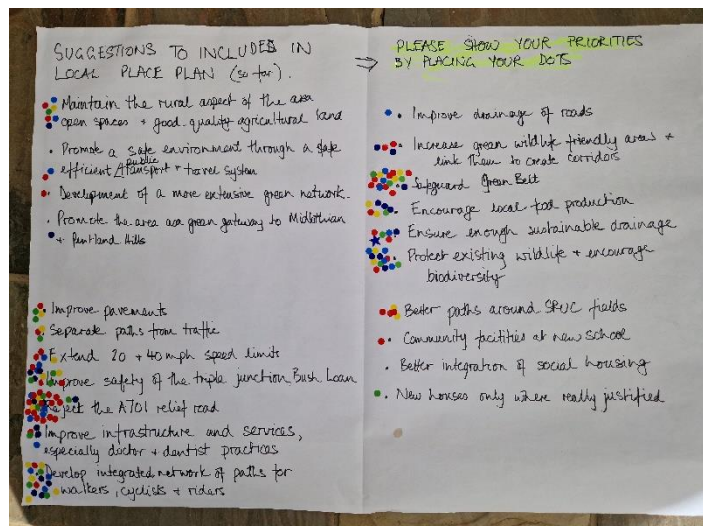 SUGGESTIONS TO INCLUDED IN
LOCAL PLACE PLAN (so far).
Maintain the rural aspect of the area
open spaces + good quality agricultural land
Promote a safe environment through a safe
efficient public transport + travel system
Development of a more extensive green network.
Promote the area as a green gateway to Midlothian
+ Pentland Hills
Improve pavements
Separate paths from traffic
Extend 20 + 40 mph speed limits
Improve safety of the triple junction Bush Loan
Reject the A701 relief road
Improve infrastructure and services,
especially doctor + dentist practices
Develop integrated network of paths for
walkers, cyclists + riders
⇒ PLEASE SHOW YOUR PRIORITIES
BY PLACING YOUR DOTS
Improve drainage of roads
Increase green wildlife friendly areas +
link them to create corridors
Safeguard Green Belt
Encourage local food production
Ensure enough sustainable drainage
Protect existing wildlife + encourage
biodiversity
Better paths around SRUC fields
Community facilities at new school
Better integration of social housing
New houses only where really justified